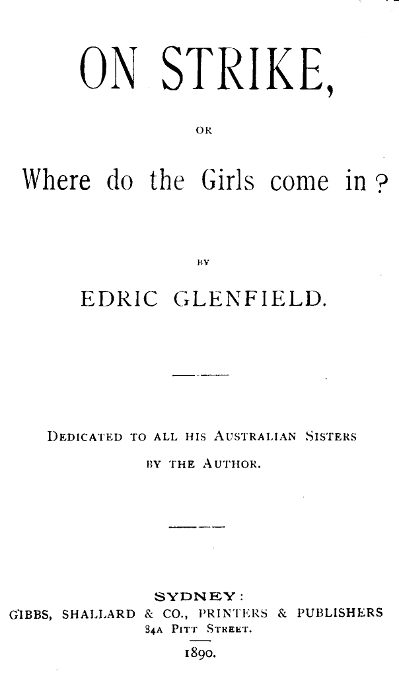 ON STRIKE,
OR
Where do the Girls come in?
BY
EDRIC GLENFIELD.
DEDICATED TO ALL HIS AUSTRALIAN SISTERS
BY THE AUTHOR.
SYDNEY:
GIBBS, SHALLARD & CO., PRINTERS & PUBLISHERS
84A PITT STREET.
1890.